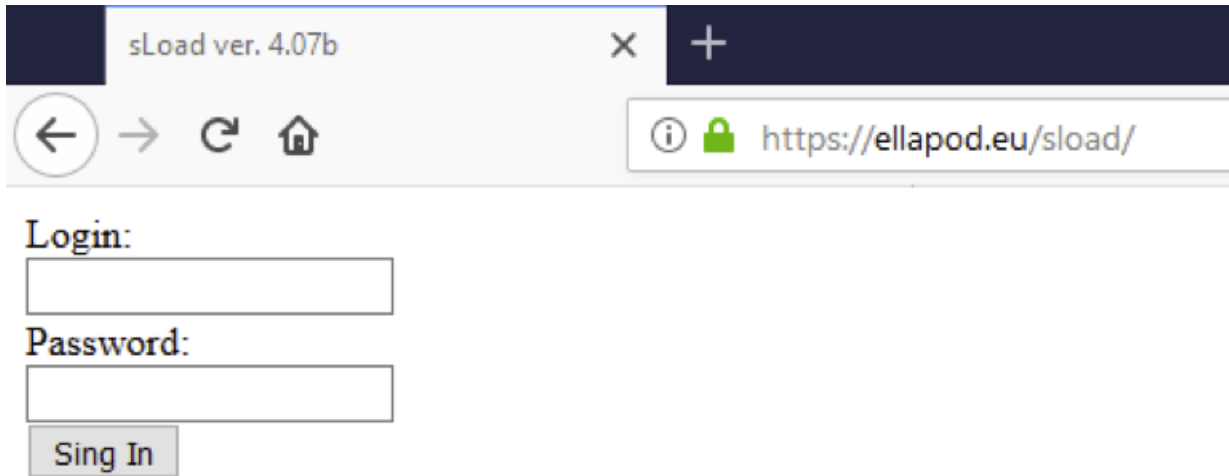 sLoad ver. 4.07b
https://ellapod.eu/sload/
Login:
Password:
Sing In